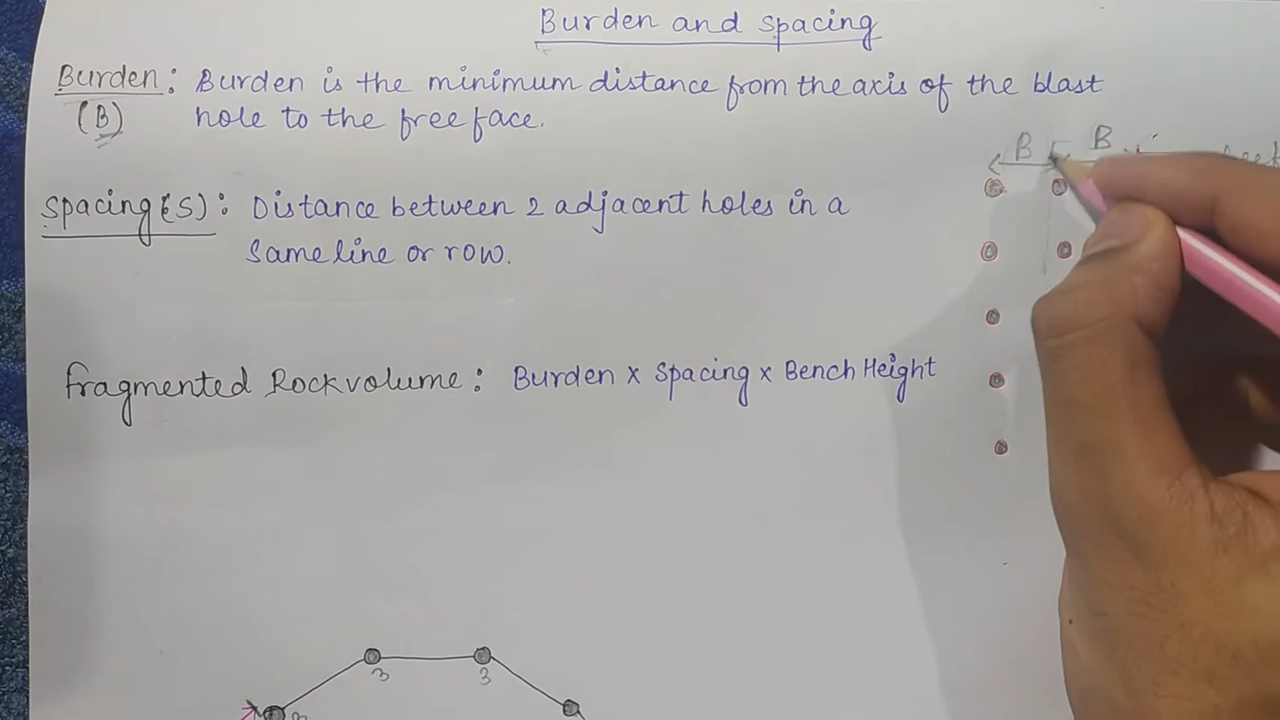 Burden and spacing
Burden : Burden is the minimum distance from the axis of the blast
(B) hole to the free face.
B B
Spacing (S) : Distance between 2 adjacent holes in a
Same line or row.
Fragmented Rock volume : Burden x Spacing x Bench Height
3 3